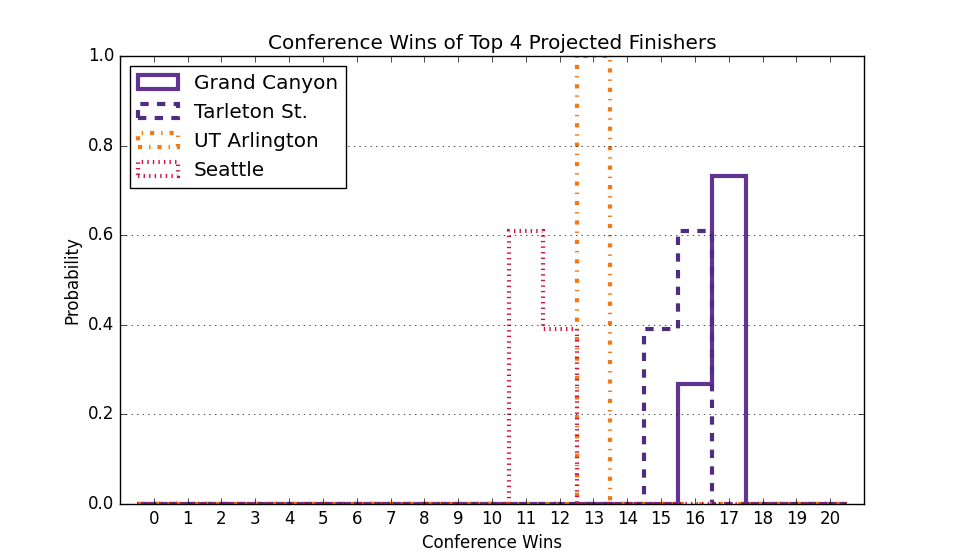 Conference Wins of Top 4 Projected Finishers
1.0
0.8
0.6
0.4
0.2
0.0
Probability
Grand Canyon
Tarleton St.
UT Arlington
Seattle
0 1 2 3 4 5 6 7 8 9 10 11 12 13 14 15 16 17 18 19 20
Conference Wins